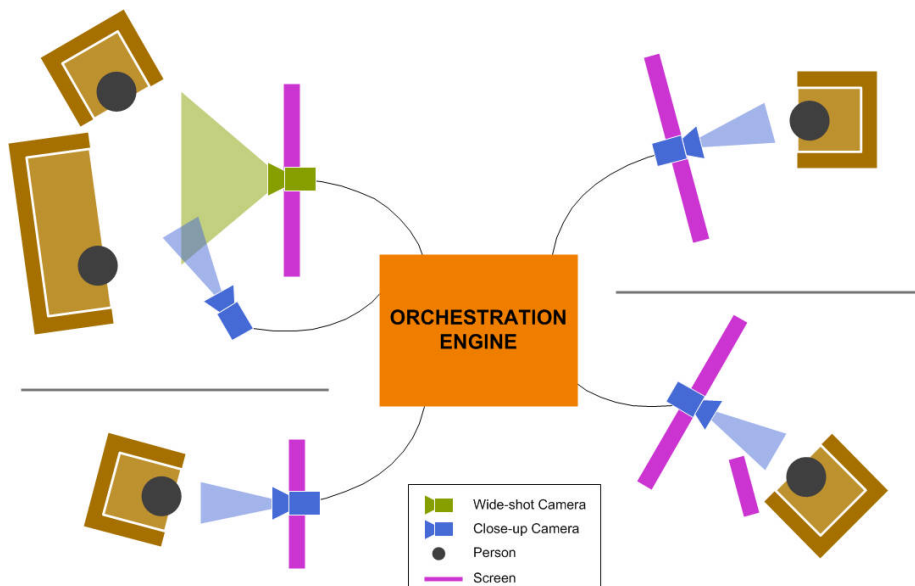 ORCHESTRATION
ENGINE
Wide-shot Camera
Close-up Camera
Person
Screen